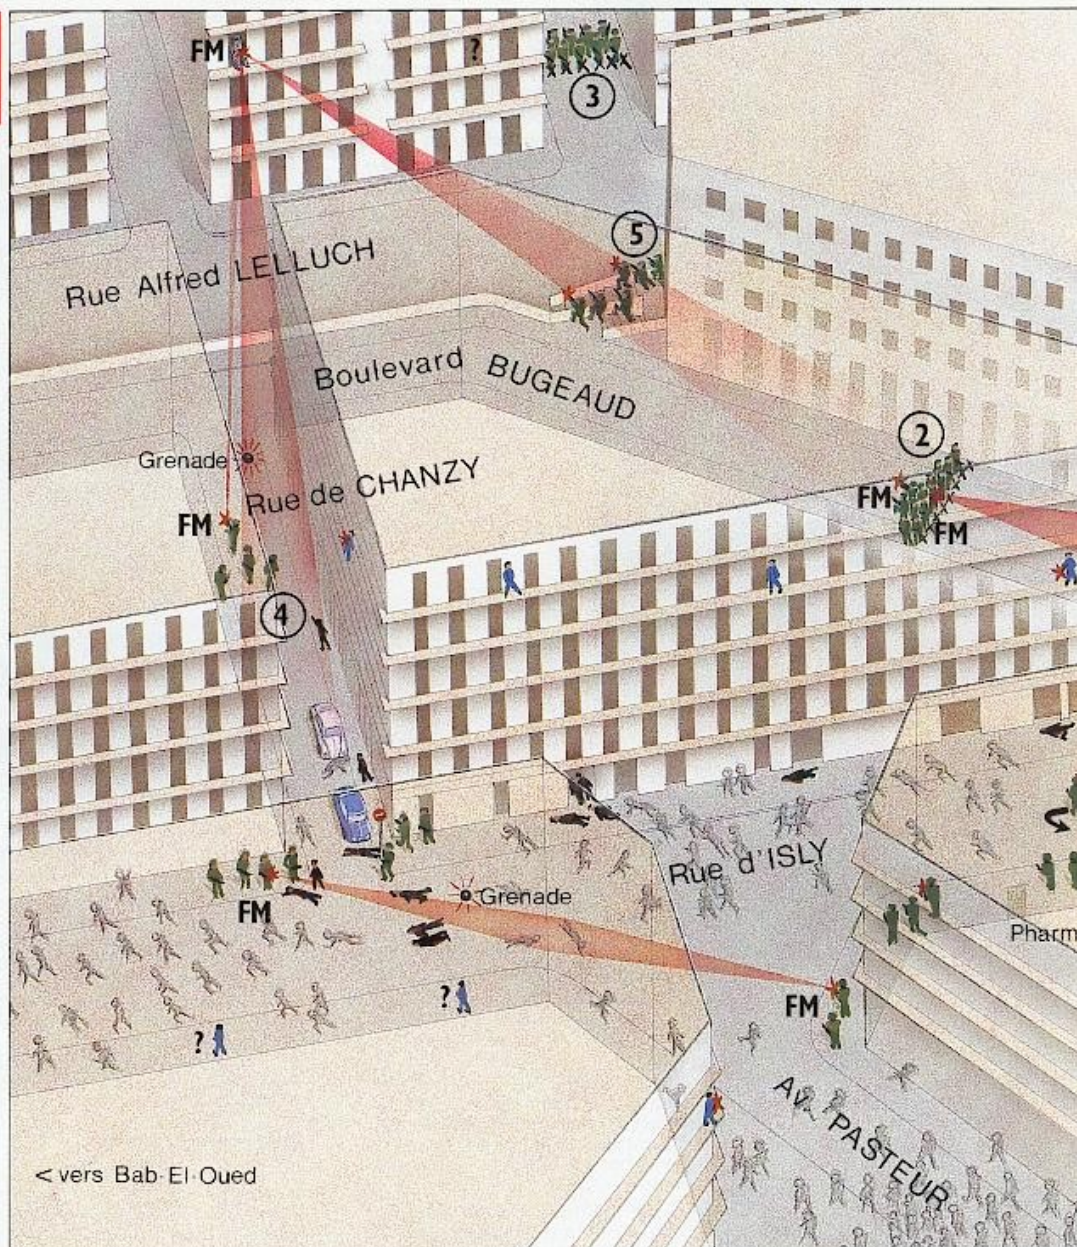 FM
?
3
5
Rue Alfred LELLUCH
Boulevard BUGEAUD
2
Grenade
Rue de CHANZY
FM
FM
FM
4
Rue d'ISLY
Grenade
FM
Pharm
?
FM
?
Av. PASTEUR
< vers Bab-El-Oued